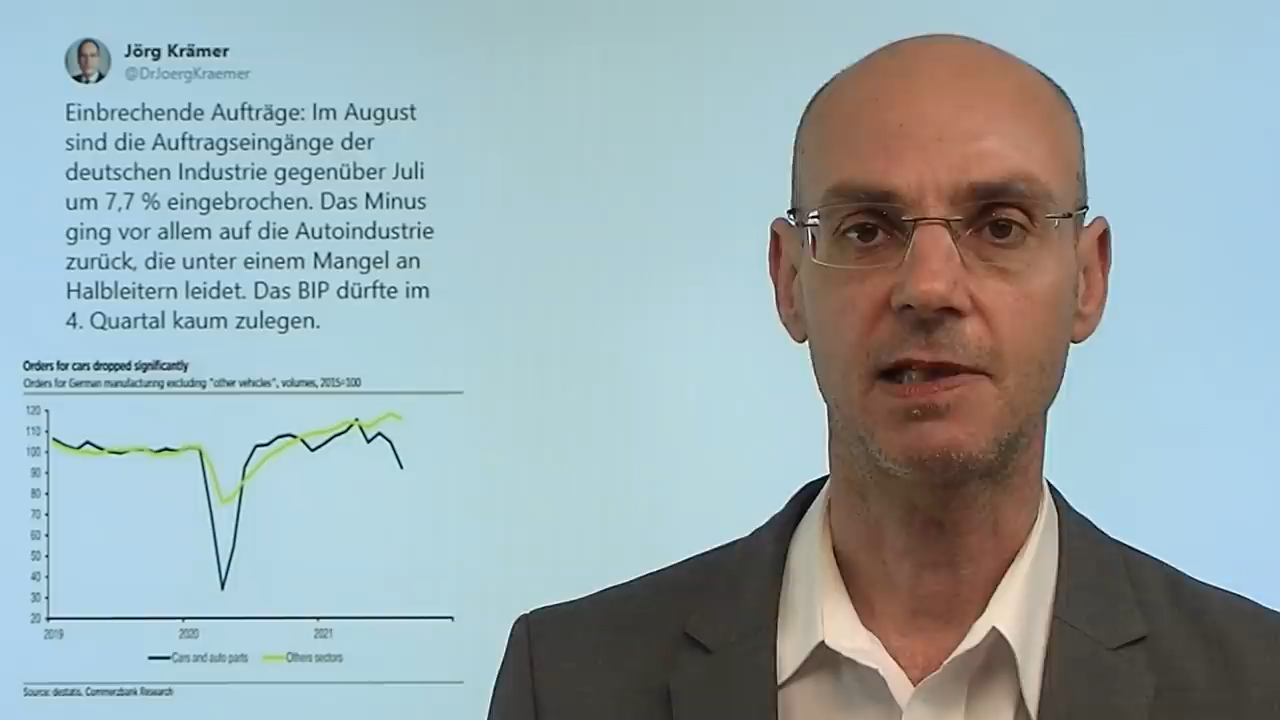 Jörg Krämer
@DrJoergKraemer
Einbrechende Aufträge: Im August
sind die Auftragseingänge der
deutschen Industrie gegenüber Juli
um 7,7 % eingebrochen. Das Minus
ging vor allem auf die Autoindustrie
zurück, die unter einem Mangel an
Halbleitern leidet. Das BIP dürfte im
4. Quartal kaum zulegen.
Orders for cars dropped significantly
Orders for German manufacturing excluding "other vehicles", volumes, 2015=100
120
110
100
90
80
70
60
50
40
30
20
2019 2020 2021
Cars and auto parts Others sectors
Source: destatis, Commerzbank Research